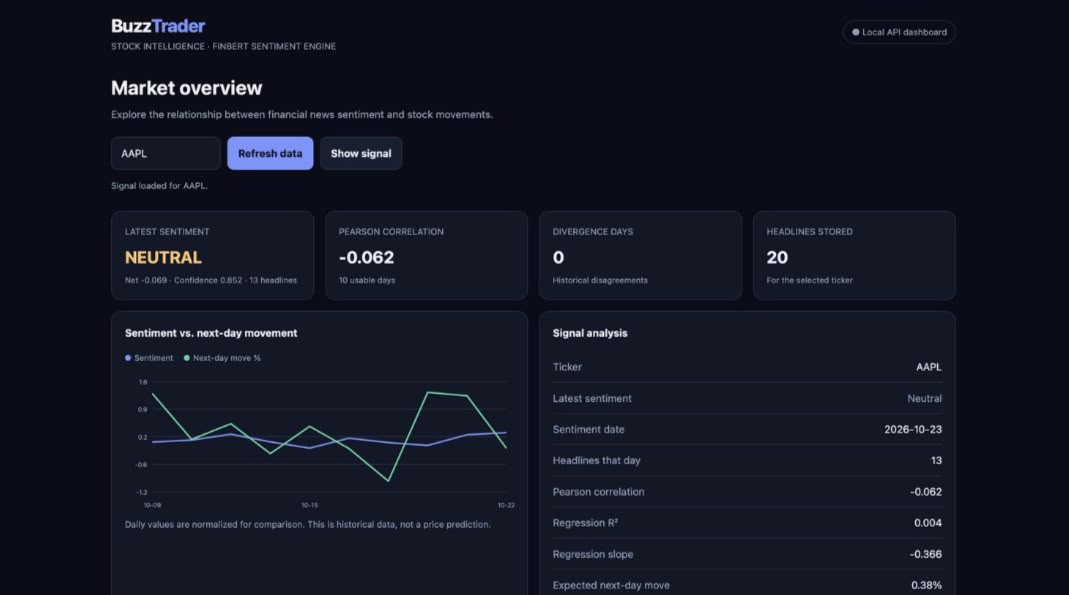 BuzzTrader
STOCK INTELLIGENCE · FINBERT SENTIMENT ENGINE
Local API dashboard
Market overview
Explore the relationship between financial news sentiment and stock movements.
AAPL
Refresh data
Show signal
Signal loaded for AAPL.
LATEST SENTIMENT
NEUTRAL
Net -0.069 · Confidence 0.852 · 13 headlines
PEARSON CORRELATION
-0.062
10 usable days
DIVERGENCE DAYS
0
Historical disagreements
HEADLINES STORED
20
For the selected ticker
Sentiment vs. next-day movement
Sentiment
Next-day move %
1.6
0.9
0.2
-0.6
-1.3
10-09
10-15
10-22
Daily values are normalized for comparison. This is historical data, not a price prediction.
Signal analysis
Ticker AAPL
Latest sentiment Neutral
Sentiment date 2026-10-23
Headlines that day 13
Pearson correlation -0.062
Regression R² 0.004
Regression slope -0.366
Expected next-day move 0.38%